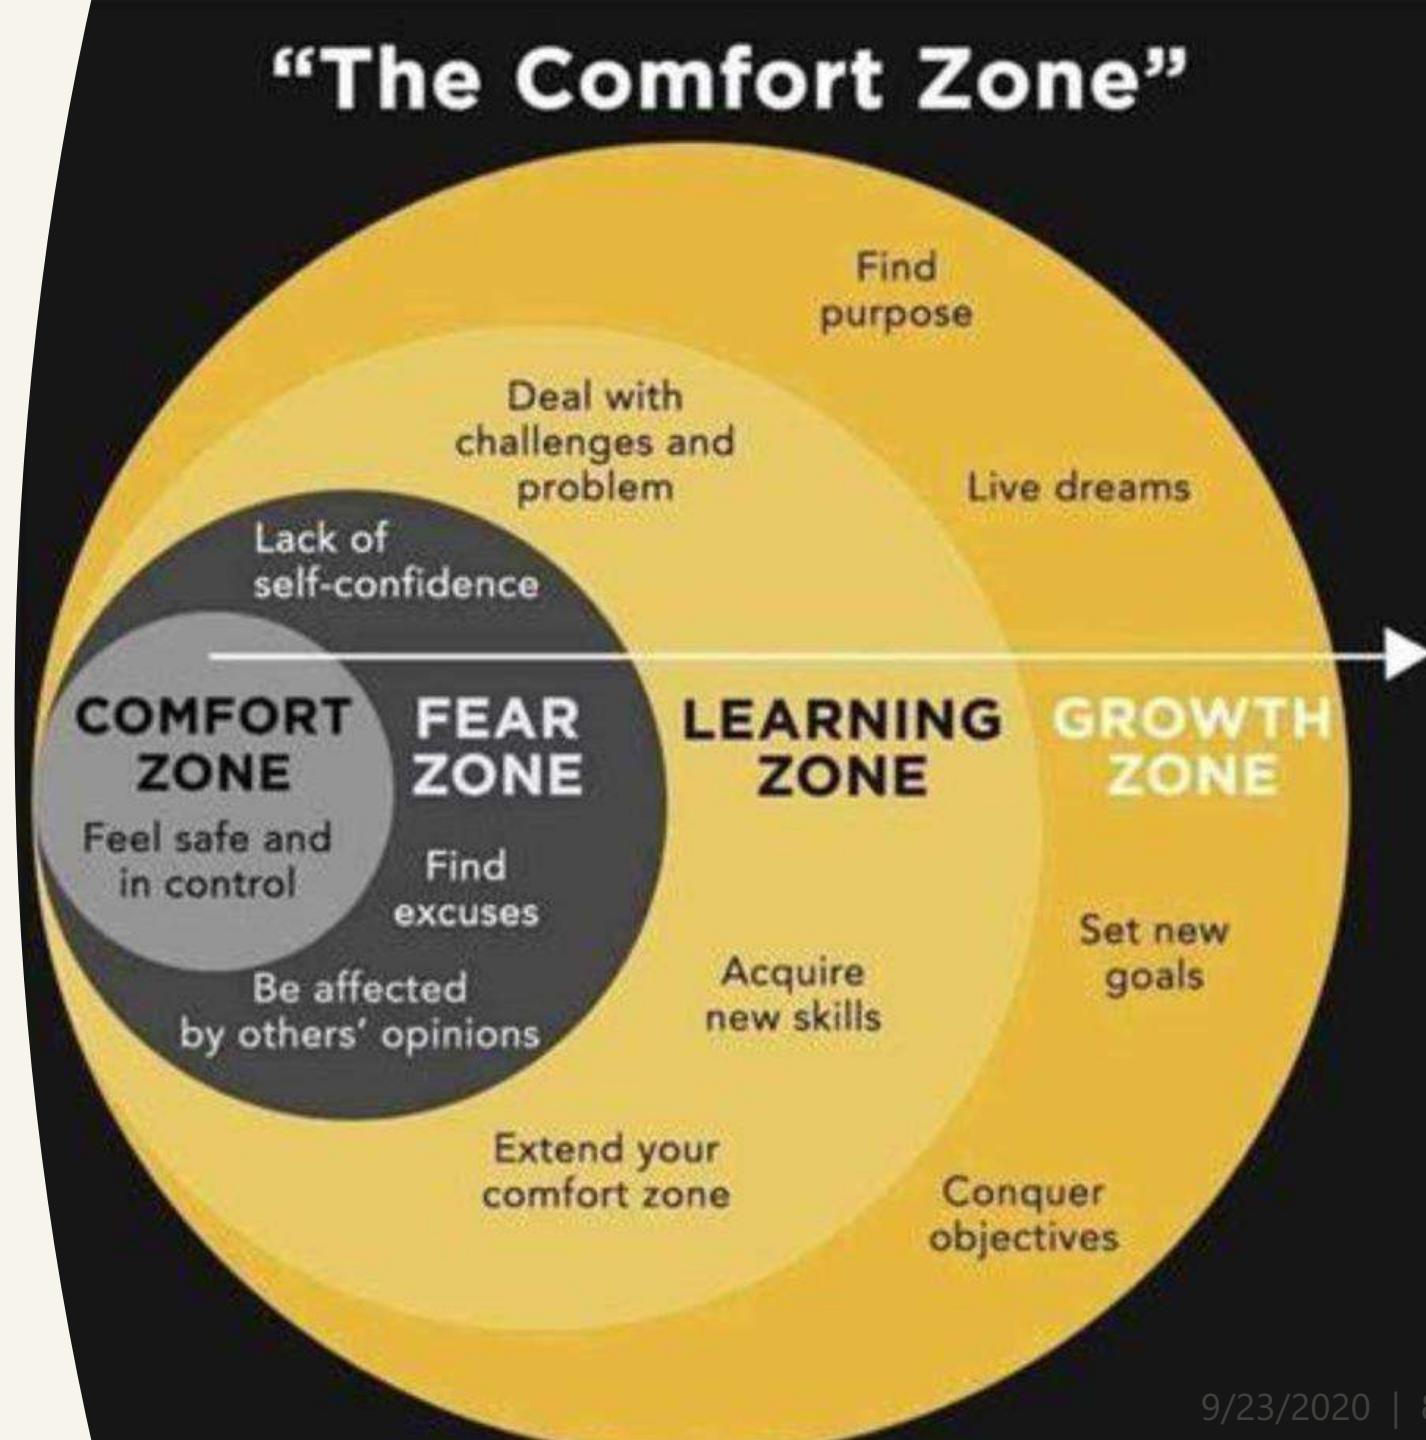 “The Comfort Zone”
Find
purpose
Deal with
challenges and
problem
Live dreams
Lack of
self-confidence
COMFORT
ZONE
Feel safe and
in control
FEAR
ZONE
Find
excuses
Be affected
by others’ opinions
LEARNING
ZONE
Acquire
new skills
Extend your
comfort zone
GROWTH
ZONE
Set new
goals
Conquer
objectives
9/23/2020 |